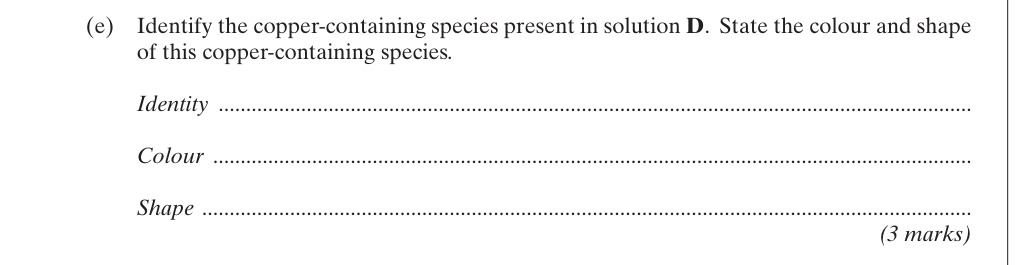 (e) Identify the copper-containing species present in solution D. State the colour and shape
of this copper-containing species.
Identity ..........................................................................................................................................
Colour ..........................................................................................................................................
Shape ..........................................................................................................................................
(3 marks)